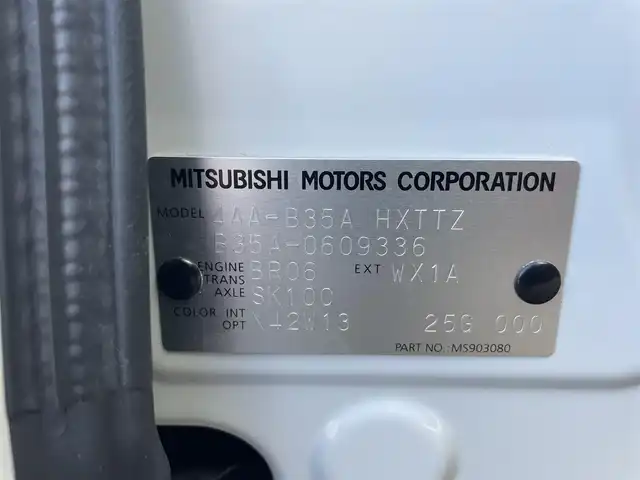 MITSUBISHI MOTORS CORPORATION
MODEL 4AA-B35A HXTTZ
B35A-0609336
ENGINE BR06 EXT WX1A
TRANS
AXLE SK100
COLOR INT
OPT 25G 000
PART NO.:MS903080